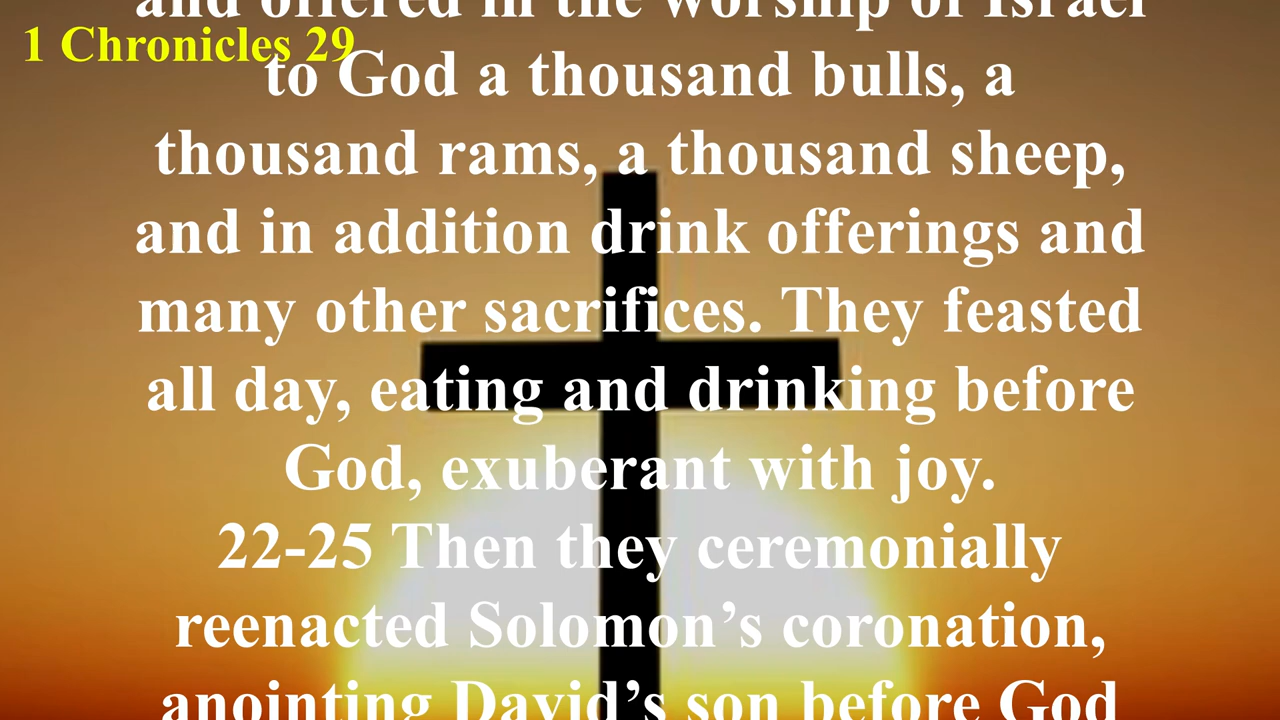 and offered in the worship of Israel
1 Chronicles 29
to God a thousand bulls, a
thousand rams, a thousand sheep,
and in addition drink offerings and
many other sacrifices. They feasted
all day, eating and drinking before
God, exuberant with joy.
22-25 Then they ceremonially
reenacted Solomon’s coronation,
anointing David’s son before God